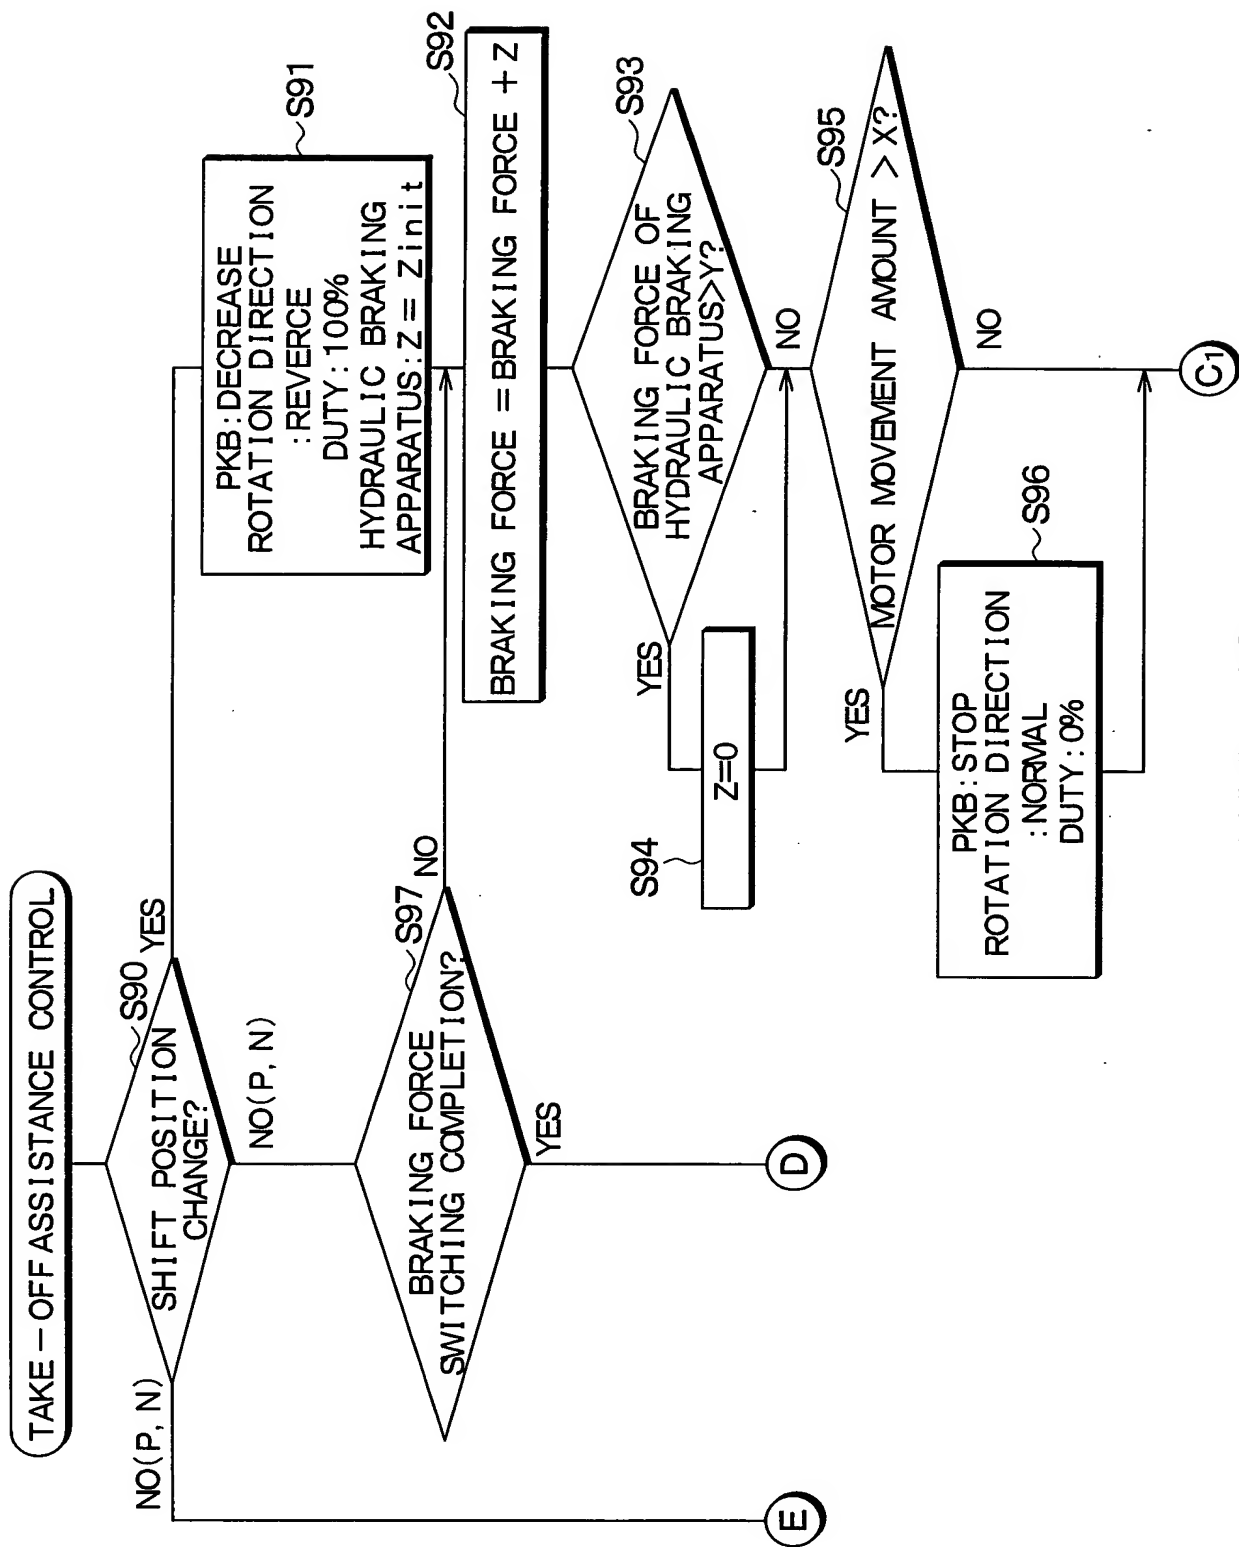 TAKE-OFF ASSISTANCE CONTROL
S90
SHIFT POSITION
CHANGE?
YES
NO(P, N)
NO(P, N)
S91
PKB:DECREASE
ROTATION DIRECTION
:REVERCE
DUTY:100%
HYDRAULIC BRAKING
APPARATUS:Z=Zinit
S97
BRAKING FORCE
SWITCHING COMPLETION?
NO
YES
S92
BRAKING FORCE=BRAKING FORCE+Z
S93
BRAKING FORCE OF
HYDRAULIC BRAKING
APPARATUS>Y?
YES
NO
S94
Z=0
S95
MOTOR MOVEMENT AMOUNT > X?
YES
NO
S96
PKB:STOP
ROTATION DIRECTION
:NORMAL
DUTY:0%
E
D
C1